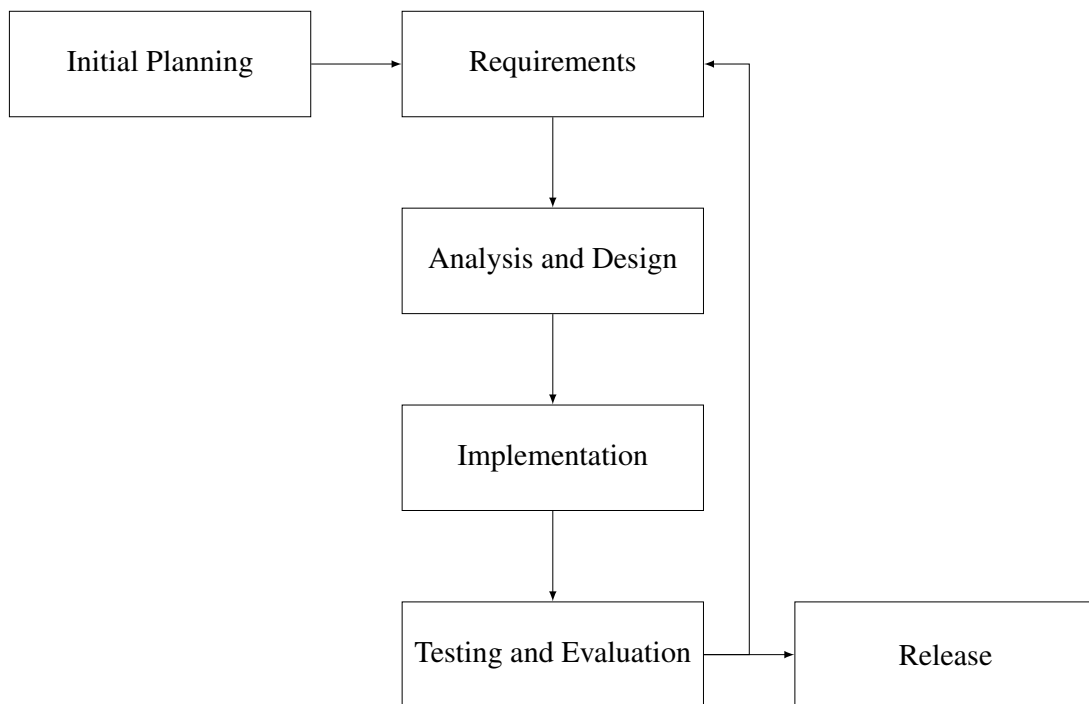 Initial Planning
Requirements
Analysis and Design
Implementation
Testing and Evaluation
Release